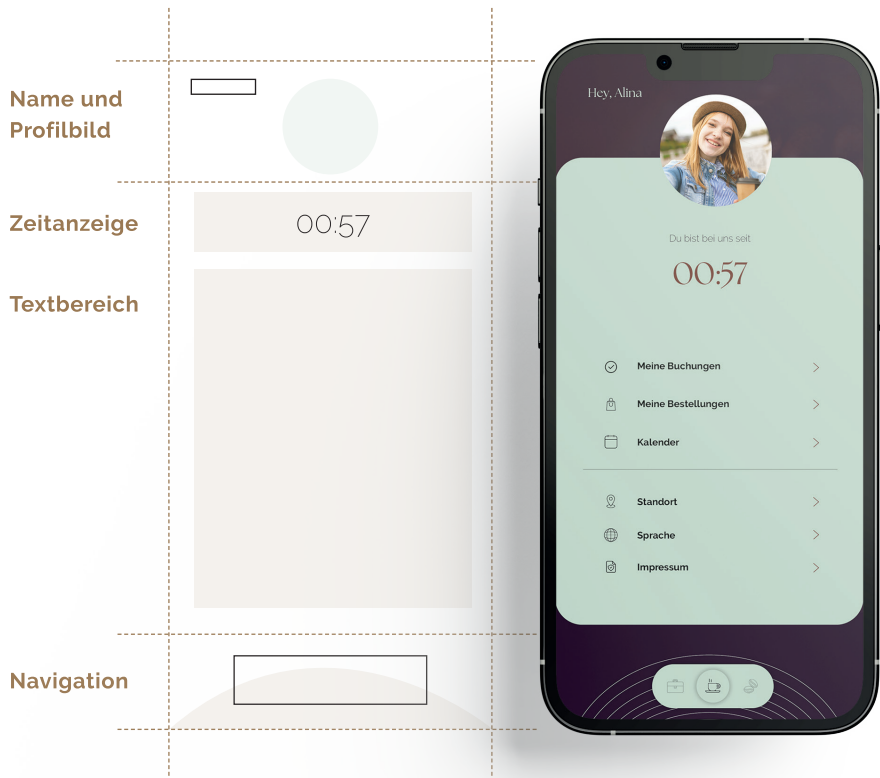 Name und
Profilbild
Zeitanzeige
00:57
Textbereich
Navigation
Hey, Alina
Du bist bei uns seit
00:57
Meine Buchungen
Meine Bestellungen
Kalender
Standort
Sprache
Impressum